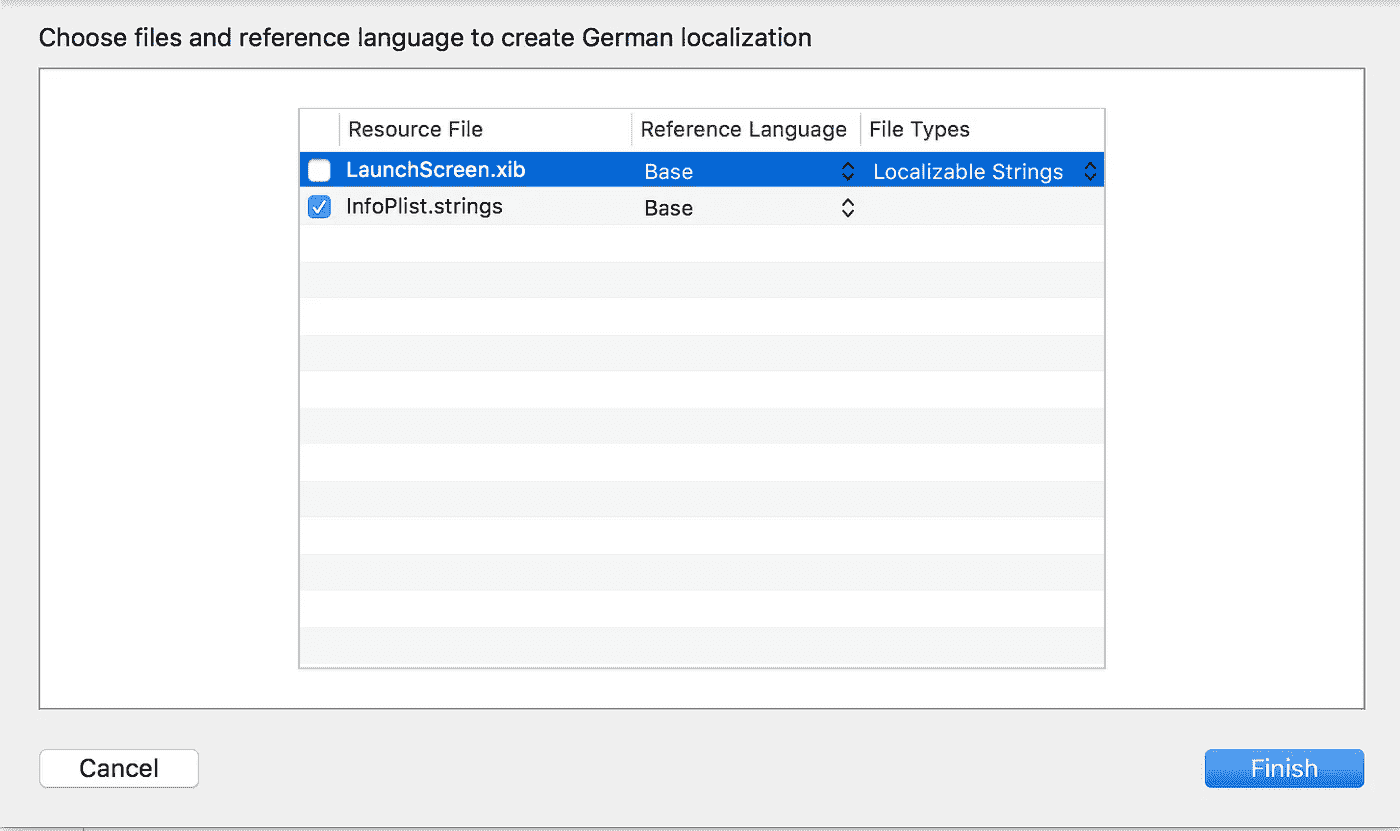 Choose files and reference language to create German localization
Resource File Reference Language File Types
LaunchScreen.xib Base Localizable Strings
InfoPlist.strings Base
Cancel Finish